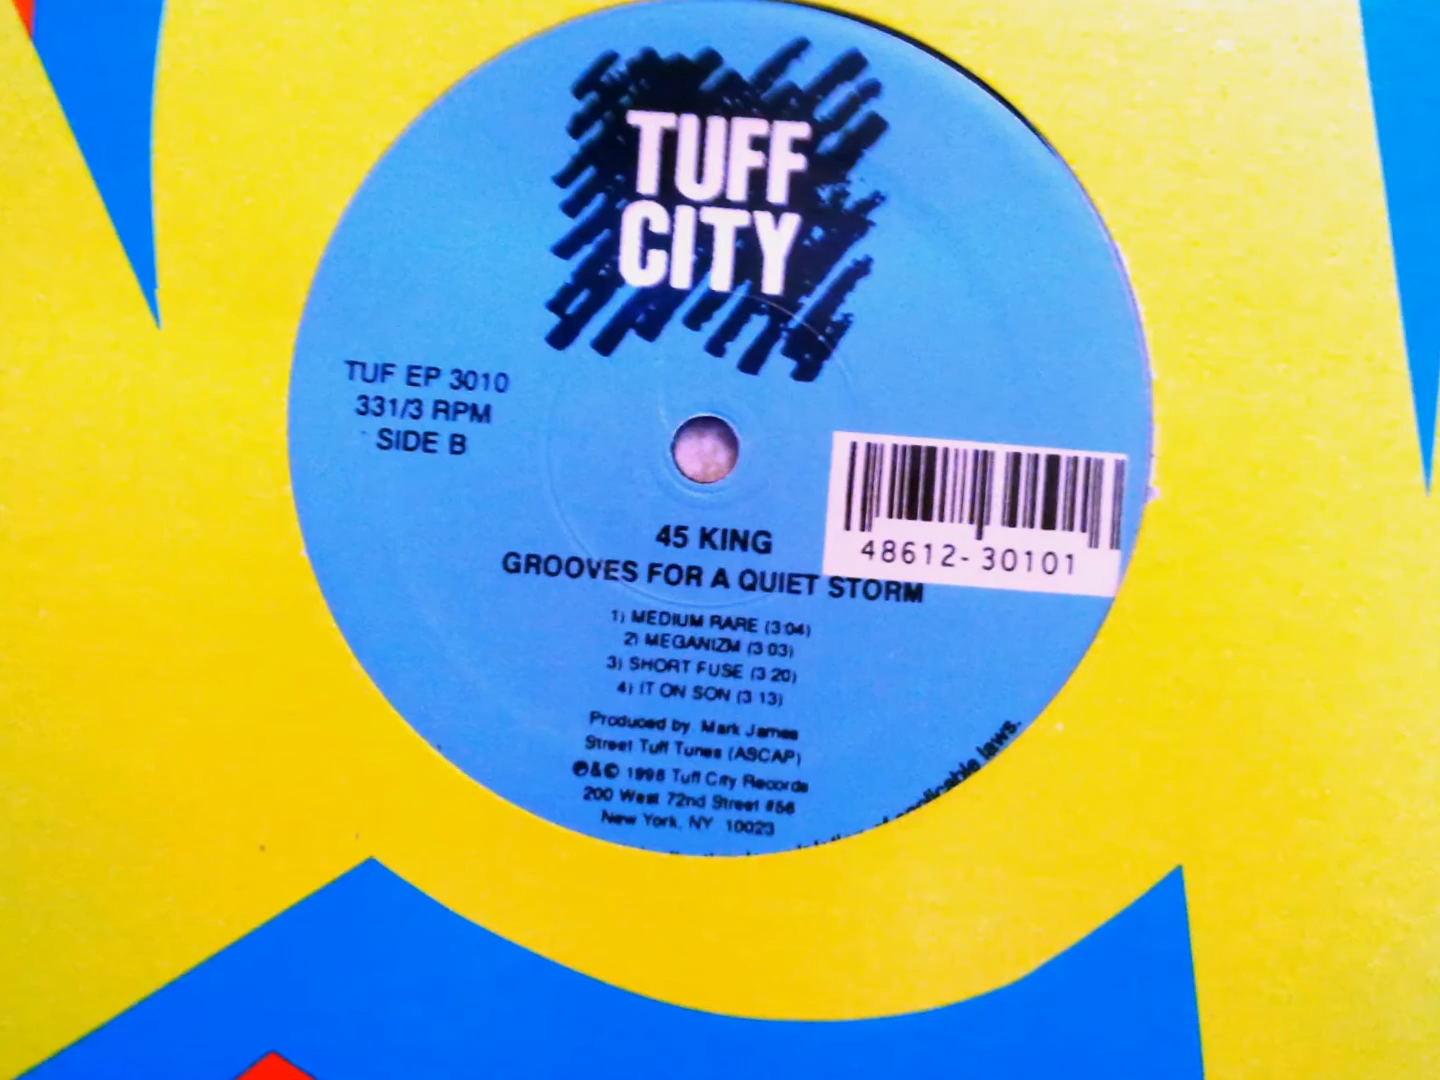 TUFF
CITY
TUF EP 3010
331/3 RPM
SIDE B
48612-30101
45 KING
GROOVES FOR A QUIET STORM
1) MEDIUM RARE (3:04)
2) MEGANIZM (3:03)
3) SHORT FUSE (3:20)
4) IT ON SON (3:13)
Produced by: Mark James
Street Tuff Tunes (ASCAP)
℗&© Tuff City Records
200 West 72nd Street #56
New York, NY 10023
applicable laws.